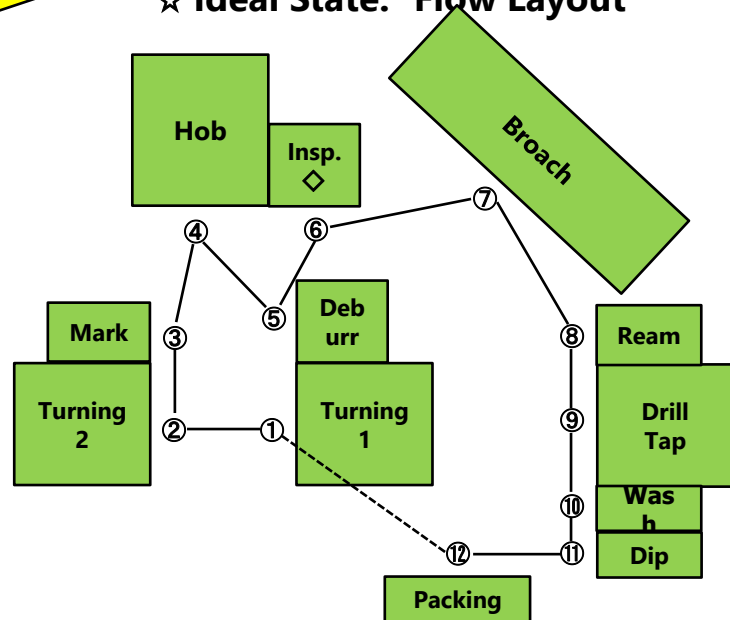 ☆ Ideal State: "Flow Layout"
Hob
Insp.
◇
Broach
⑦
④
⑥
⑤
Deb
urr
Mark
③
⑧
Ream
Turning
2
②
①
Turning
1
⑨
Drill
Tap
⑩
Was
h
⑫
⑪
Dip
Packing